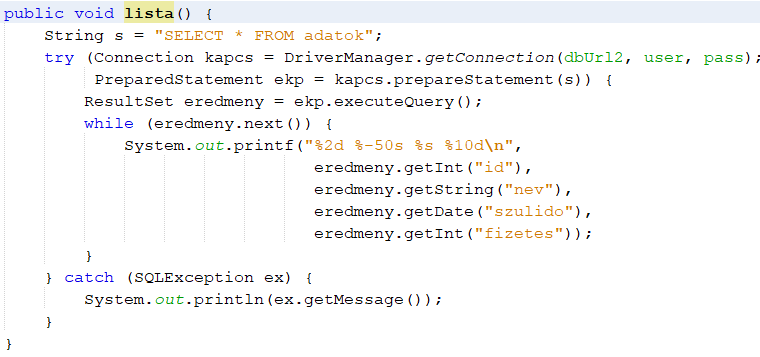 public void lista() {
    String s = "SELECT * FROM adatok";
    try (Connection kapcs = DriverManager.getConnection(dbUrl2, user, pass);
         PreparedStatement ekp = kapcs.prepareStatement(s)) {
        ResultSet eredmeny = ekp.executeQuery();
        while (eredmeny.next()) {
            System.out.printf("%2d %-50s %s %10d\n",
                               eredmeny.getInt("id"),
                               eredmeny.getString("nev"),
                               eredmeny.getDate("szulido"),
                               eredmeny.getInt("fizetes"));
        }
    } catch (SQLException ex) {
        System.out.println(ex.getMessage());
    }
}